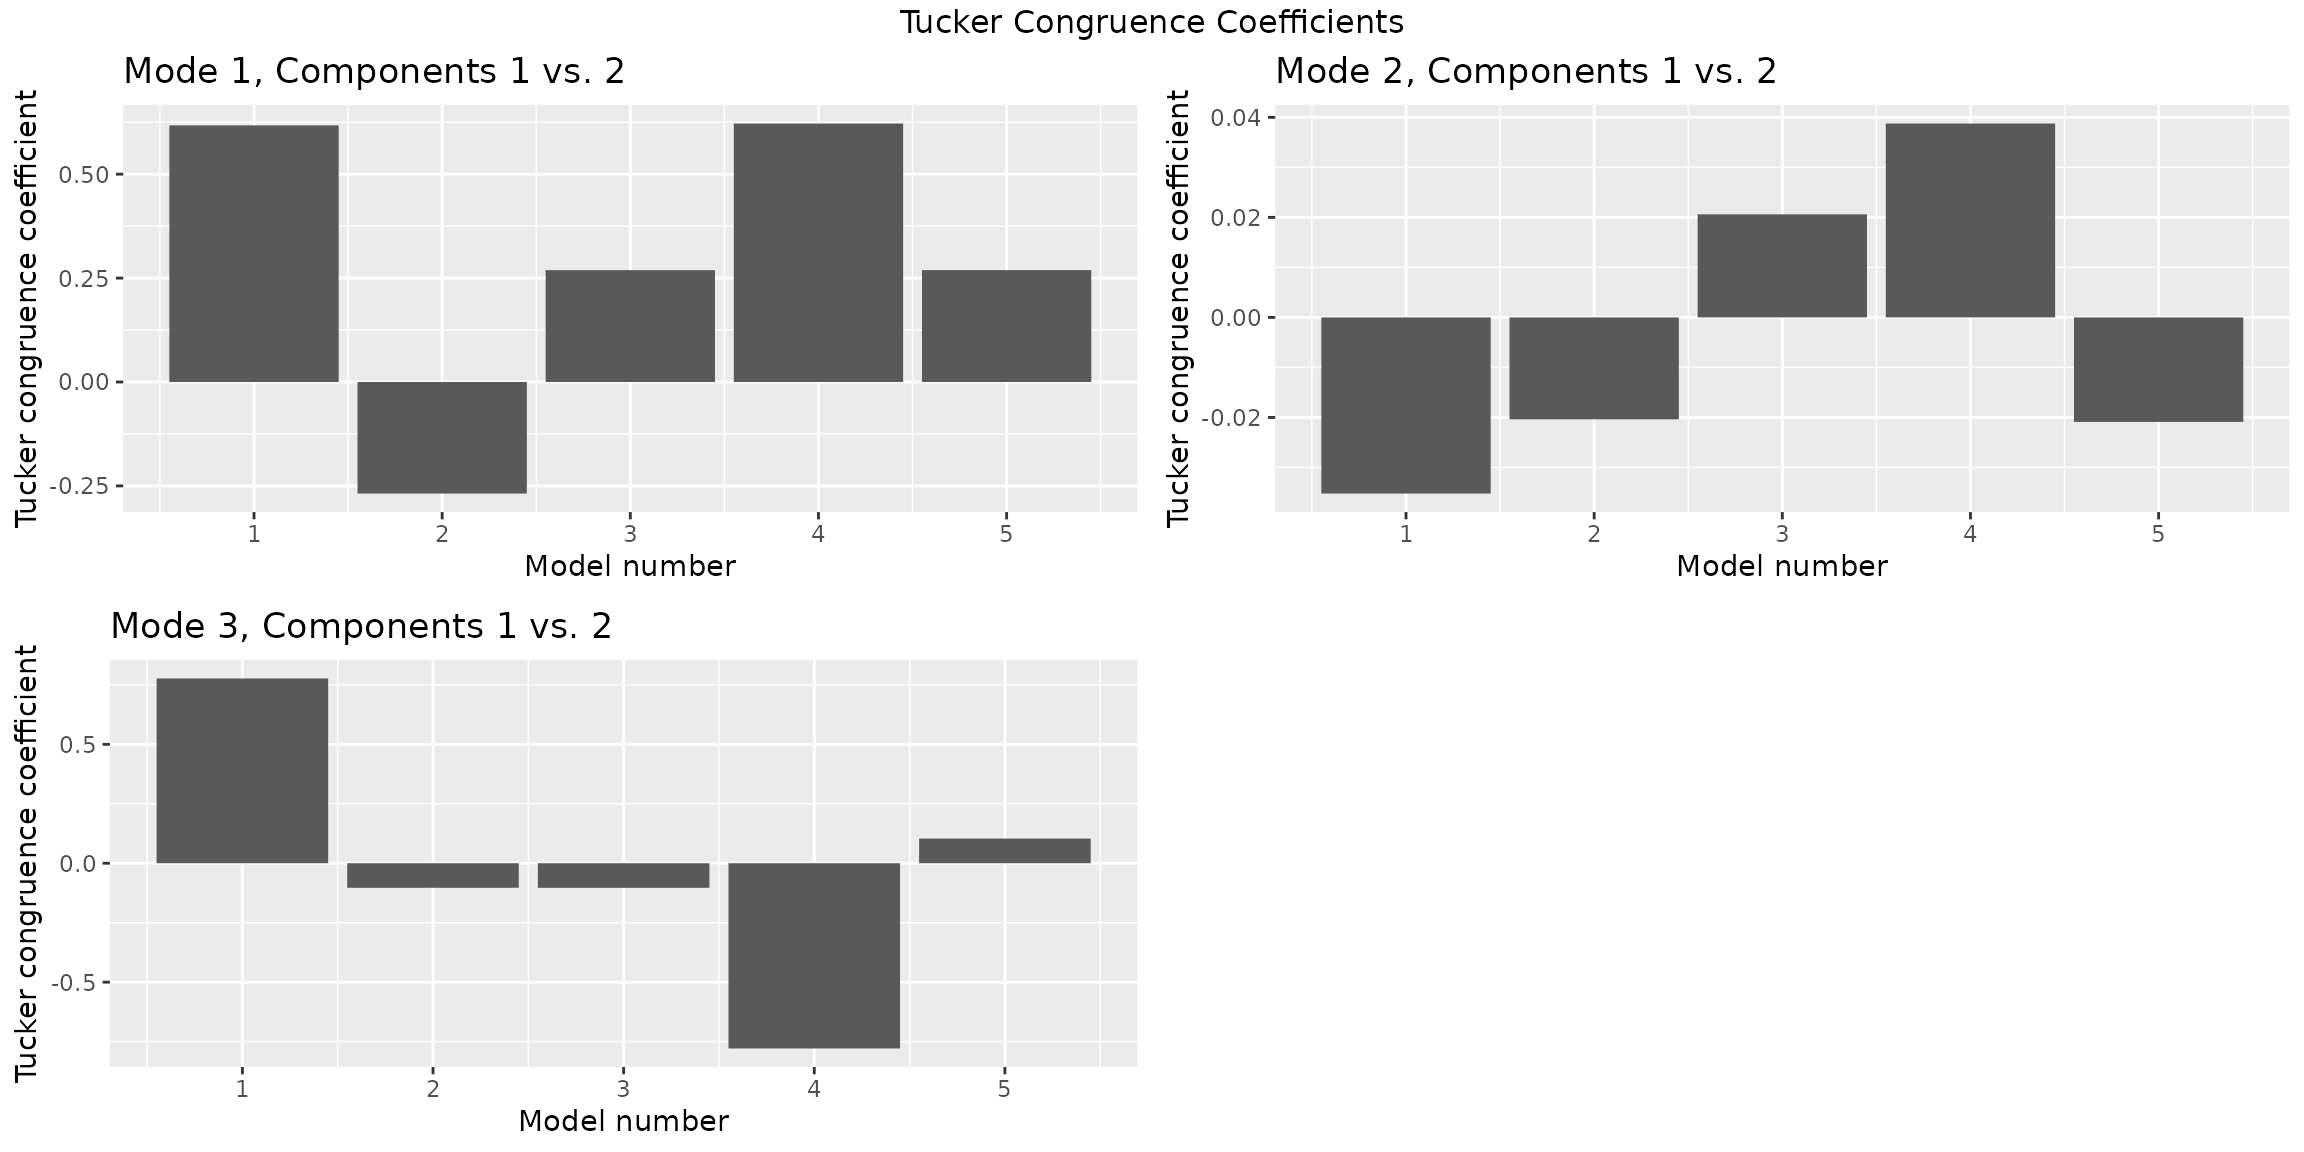 Tucker Congruence Coefficients
Mode 1, Components 1 vs. 2
Tucker congruence coefficient
0.50
0.25
0.00
-0.25
1 2 3 4 5
Model number
Mode 2, Components 1 vs. 2
Tucker congruence coefficient
0.04
0.02
0.00
-0.02
1 2 3 4 5
Model number
Mode 3, Components 1 vs. 2
Tucker congruence coefficient
0.5
0.0
-0.5
1 2 3 4 5
Model number